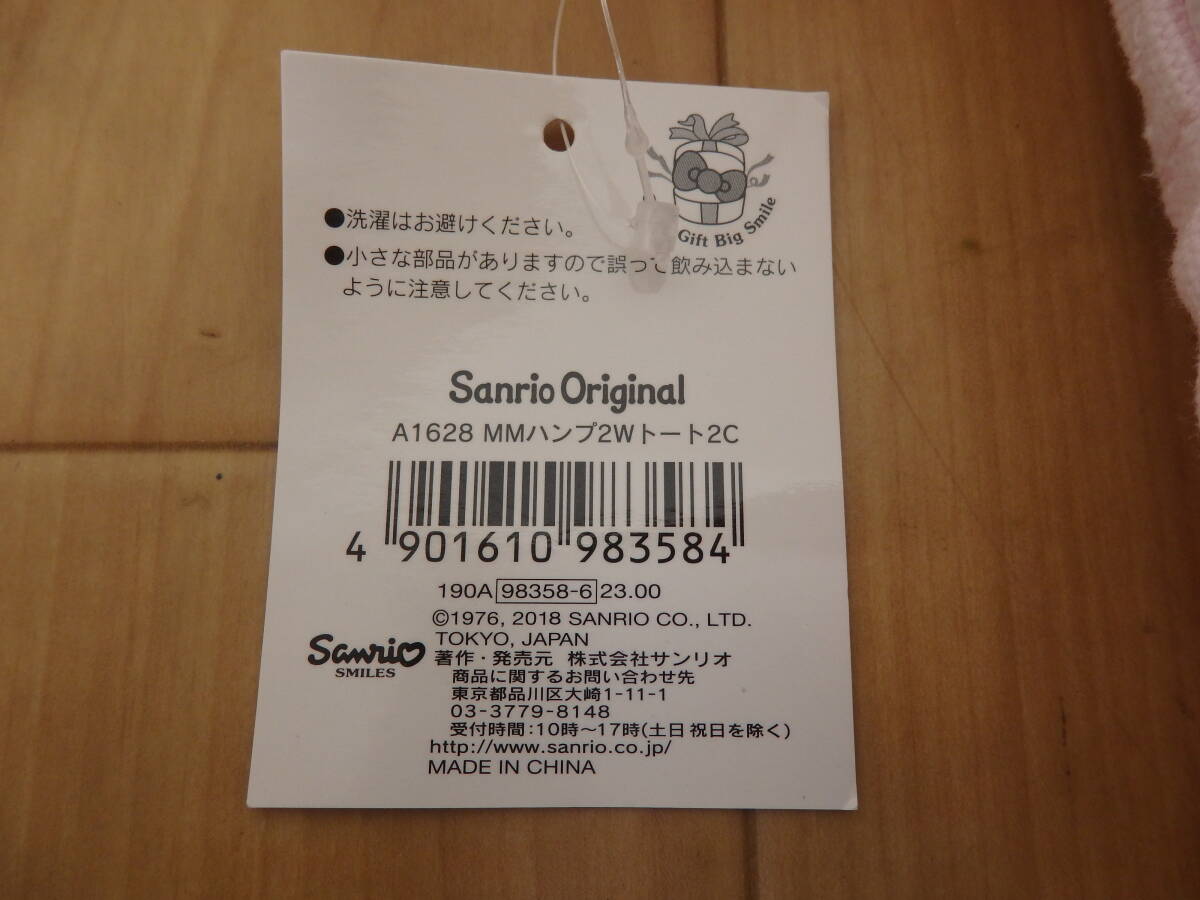 Gift Big Smile
●洗濯はお避けください。
●小さな部品がありますので誤って飲み込まない
ように注意してください。
Sanrio Original
A1628 MMハンプ2Wトート2C
4 901610 983584
190A 98358-6 23.00
©1976, 2018 SANRIO CO., LTD.
TOKYO, JAPAN
Sanrio
SMILES
著作・発売元 株式会社サンリオ
商品に関するお問い合わせ先
東京都品川区大崎1-11-1
03-3779-8148
受付時間:10時～17時(土日 祝日を除く)
http://www.sanrio.co.jp/
MADE IN CHINA